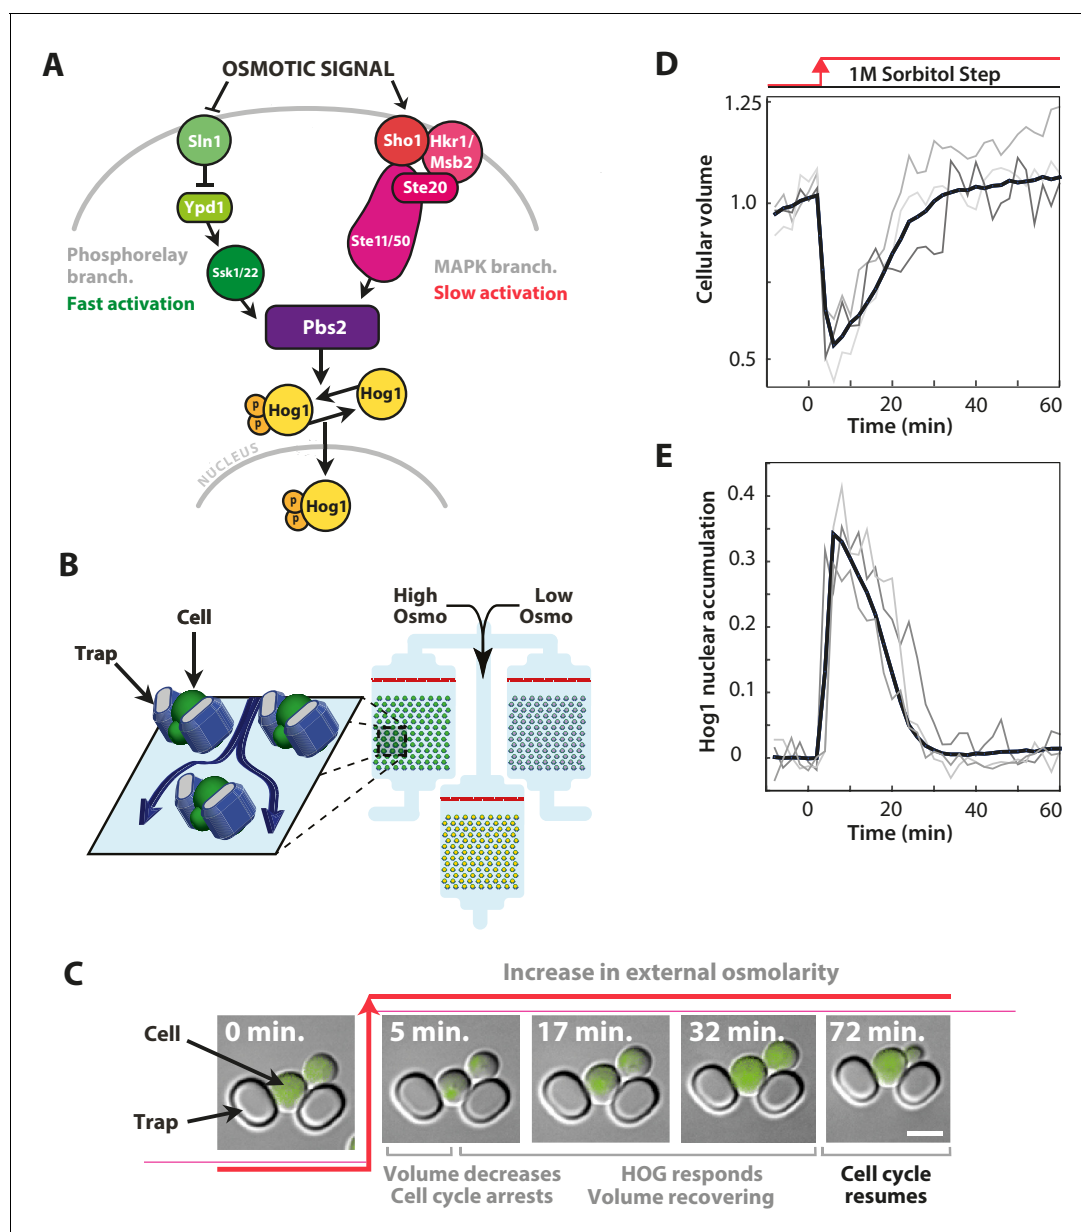 A
OSMOTIC SIGNAL
Sln1
Sho1
Hkr1/
Msb2
Ste20
Ypd1
Ste11/50
Phosphorelay
branch.
Fast activation
Ssk1/22
MAPK branch.
Slow activation
Pbs2
Hog1
P
P
Hog1
NUCLEUS
P
P
Hog1
B
Cell
Trap
High
Osmo
Low
Osmo
C
Increase in external osmolarity
Cell
Trap
0 min.
5 min.
17 min.
32 min.
72 min.
Volume decreases
Cell cycle arrests
HOG responds
Volume recovering
Cell cycle
resumes
D
1M Sorbitol Step
Cellular volume
1.25
1.0
0.5
0
20
40
60
Time (min)
E
Hog1 nuclear accumulation
0.4
0.3
0.2
0.1
0
0
20
40
60
Time (min)